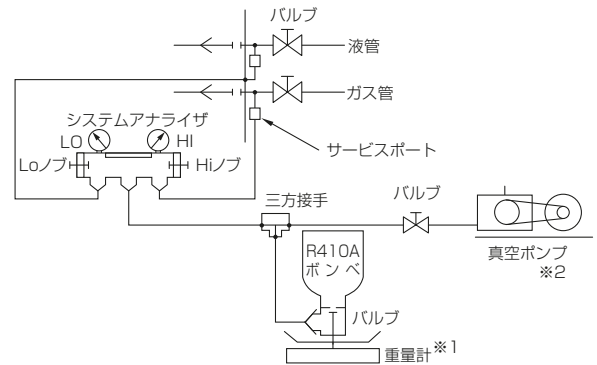 バルブ
液管
ガス管
システムアナライザ
LO
HI
Loノブ
Hiノブ
サービスポート
三方接手
バルブ
R410A
ボンベ
真空ポンプ
※2
バルブ
重量計※1